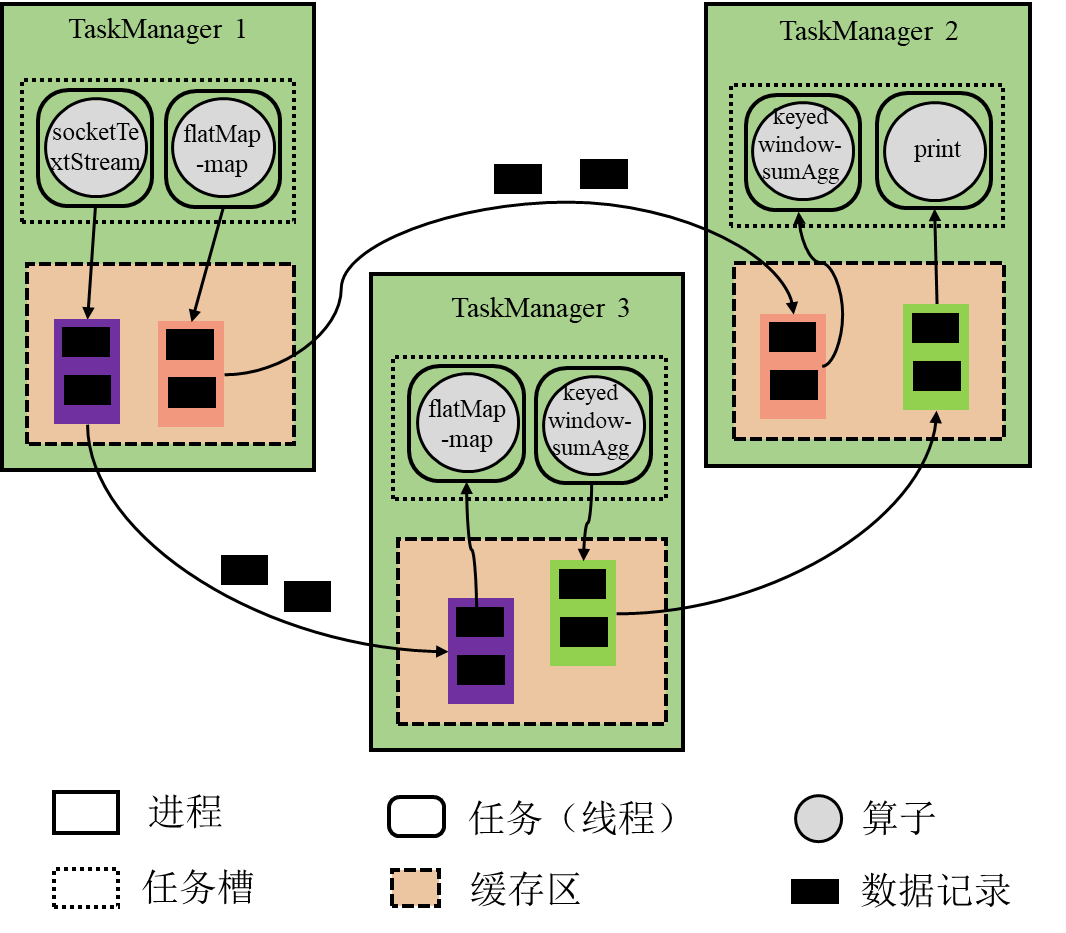 TaskManager 1
TaskManager 2
socketTe
xtStream
flatMap
-map
keyed
window-
sumAgg
print
TaskManager 3
flatMap
-map
keyed
window-
sumAgg
进程
任务（线程）
算子
任务槽
缓存区
数据记录